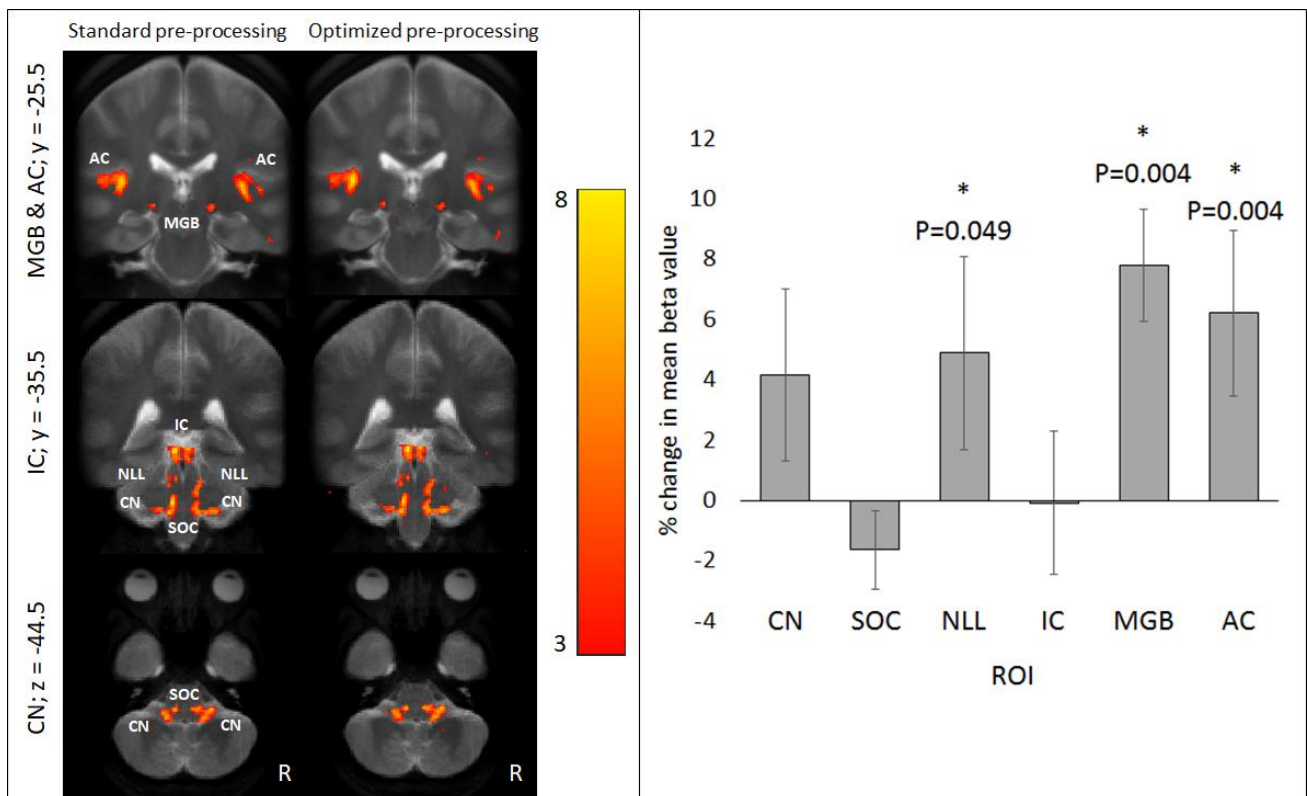 Standard pre-processing Optimized pre-processing
MGB & AC; y = -25.5
AC AC
MGB
IC; y = -35.5
IC
NLL NLL
CN CN
SOC
CN; z = -44.5
SOC
CN CN
R R
8
3
% change in mean beta value
12
10
8
6
4
2
0
-2
-4
*
P=0.049
*
P=0.004
*
P=0.004
CN SOC NLL IC MGB AC
ROI